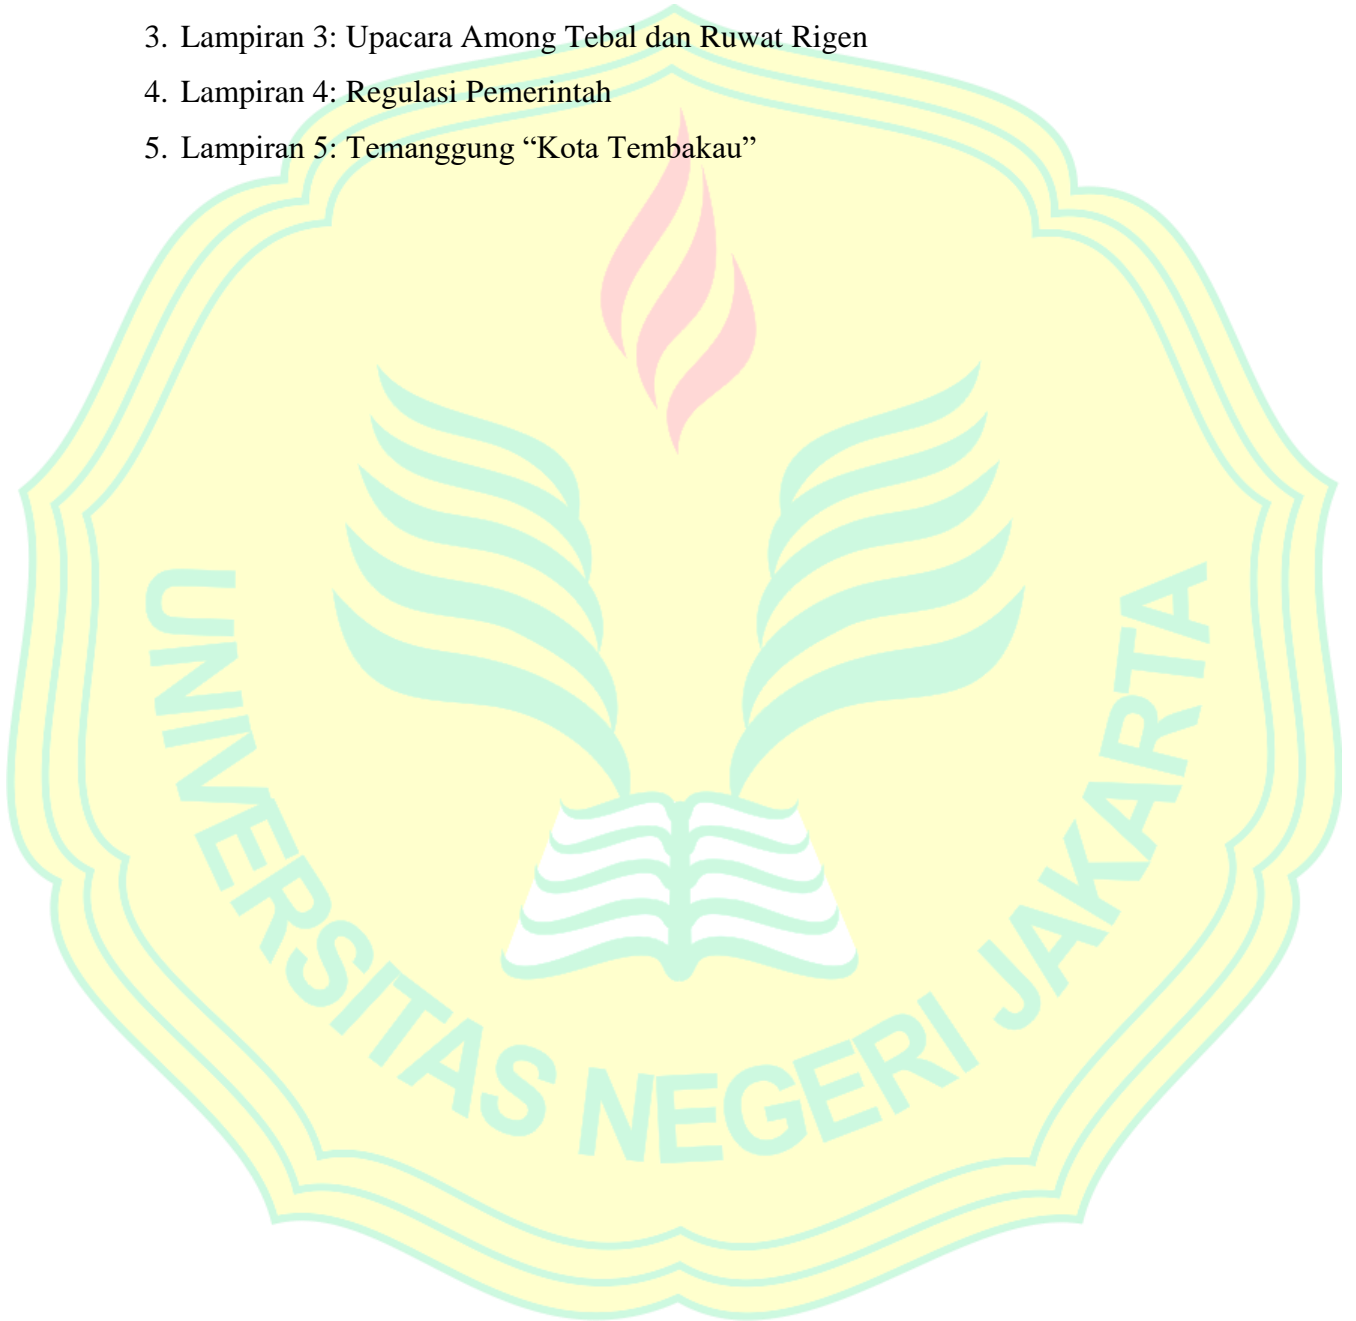 3. Lampiran 3: Upacara Among Tebal dan Ruwat Rigen
4. Lampiran 4: Regulasi Pemerintah
5. Lampiran 5: Temanggung “Kota Tembakau”
UNIVERSITAS NEGERI JAKARTA